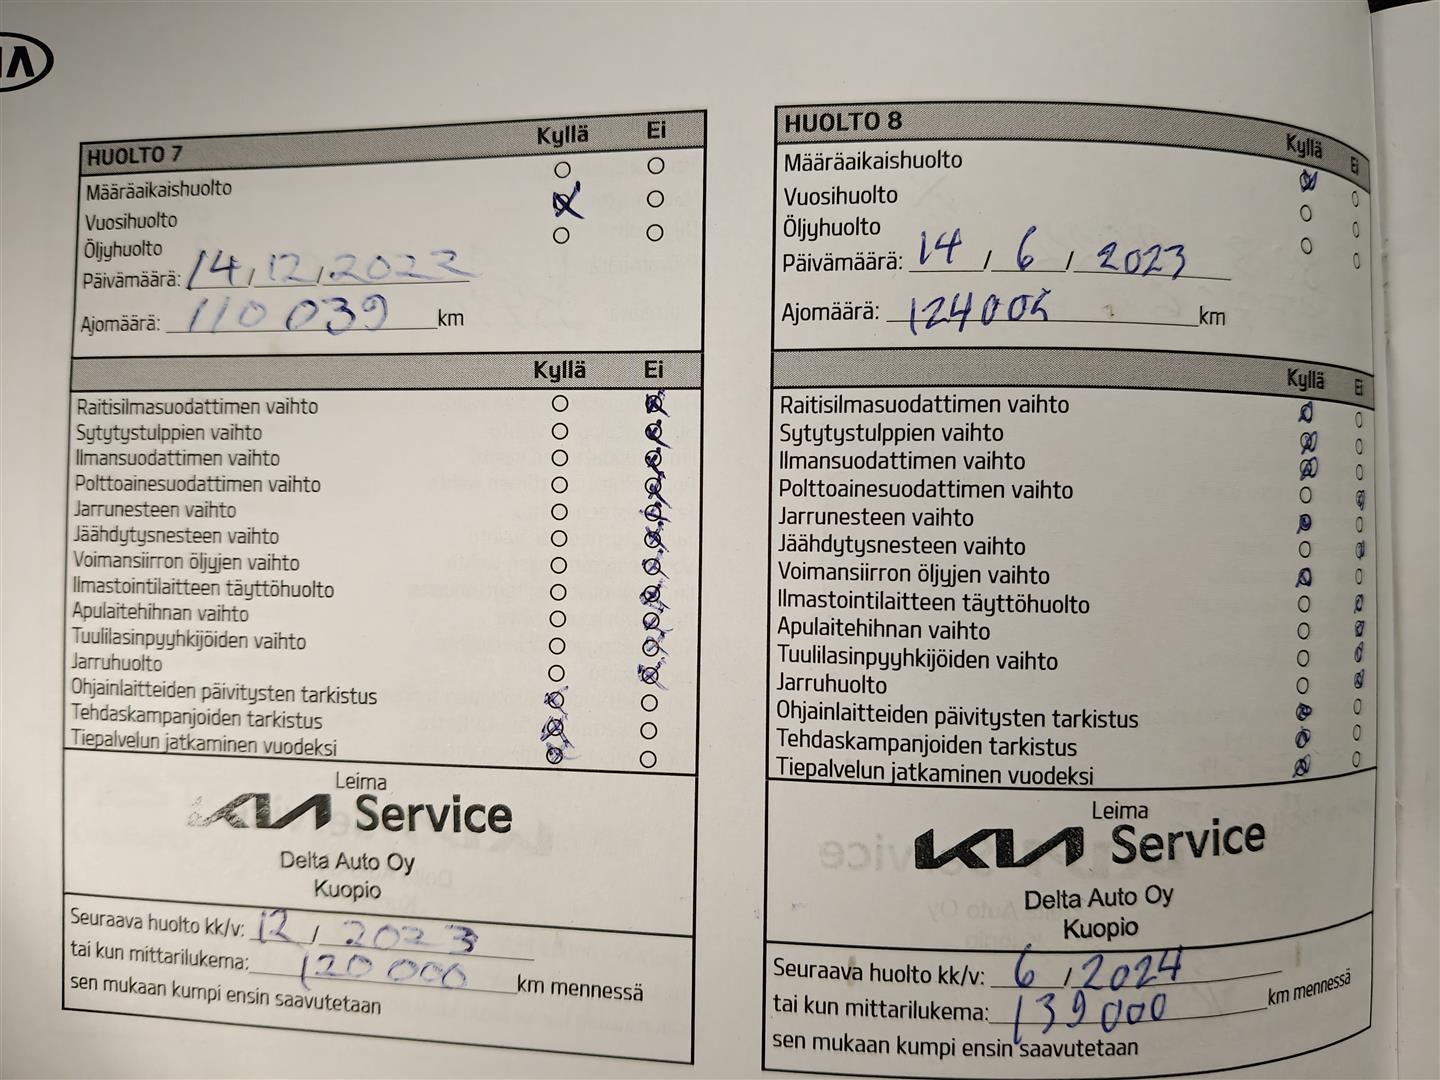 HUOLTO 7 Kyllä Ei
Määräaikaishuolto
Vuosihuolto
Öljyhuolto
Päivämäärä: 14 / 12 / 2022
Ajomäärä: 110 039 km
Kyllä Ei
Raitisilmasuodattimen vaihto
Sytytystulppien vaihto
Ilmansuodattimen vaihto
Polttoainesuodattimen vaihto
Jarrunesteen vaihto
Jäähdytysnesteen vaihto
Voimansiirron öljyjen vaihto
Ilmastointilaitteen täyttöhuolto
Apulaitehihnan vaihto
Tuulilasinpyyhkijöiden vaihto
Jarruhuolto
Ohjainlaitteiden päivitysten tarkistus
Tehdaskampanjoiden tarkistus
Tiepalvelun jatkaminen vuodeksi
Leima
KIA Service
Delta Auto Oy
Kuopio
Seuraava huolto kk/v: 12 / 2023
tai kun mittarilukema: 120 000 km mennessä
sen mukaan kumpi ensin saavutetaan
HUOLTO 8 Kyllä Ei
Määräaikaishuolto
Vuosihuolto
Öljyhuolto
Päivämäärä: 14 / 6 / 2023
Ajomäärä: 124005 km
Kyllä Ei
Raitisilmasuodattimen vaihto
Sytytystulppien vaihto
Ilmansuodattimen vaihto
Polttoainesuodattimen vaihto
Jarrunesteen vaihto
Jäähdytysnesteen vaihto
Voimansiirron öljyjen vaihto
Ilmastointilaitteen täyttöhuolto
Apulaitehihnan vaihto
Tuulilasinpyyhkijöiden vaihto
Jarruhuolto
Ohjainlaitteiden päivitysten tarkistus
Tehdaskampanjoiden tarkistus
Tiepalvelun jatkaminen vuodeksi
Leima
KIA Service
Delta Auto Oy
Kuopio
Seuraava huolto kk/v: 6 / 2024
tai kun mittarilukema: 139000 km mennessä
sen mukaan kumpi ensin saavutetaan